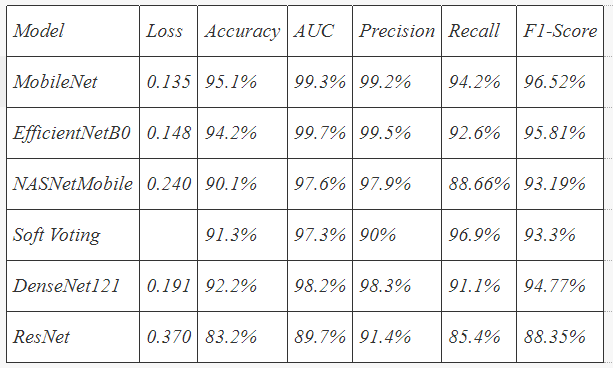 Model Loss Accuracy AUC Precision Recall F1-Score
MobileNet 0.135 95.1% 99.3% 99.2% 94.2% 96.52%
EfficientNetB0 0.148 94.2% 99.7% 99.5% 92.6% 95.81%
NASNetMobile 0.240 90.1% 97.6% 97.9% 88.66% 93.19%
Soft Voting 91.3% 97.3% 90% 96.9% 93.3%
DenseNet121 0.191 92.2% 98.2% 98.3% 91.1% 94.77%
ResNet 0.370 83.2% 89.7% 91.4% 85.4% 88.35%